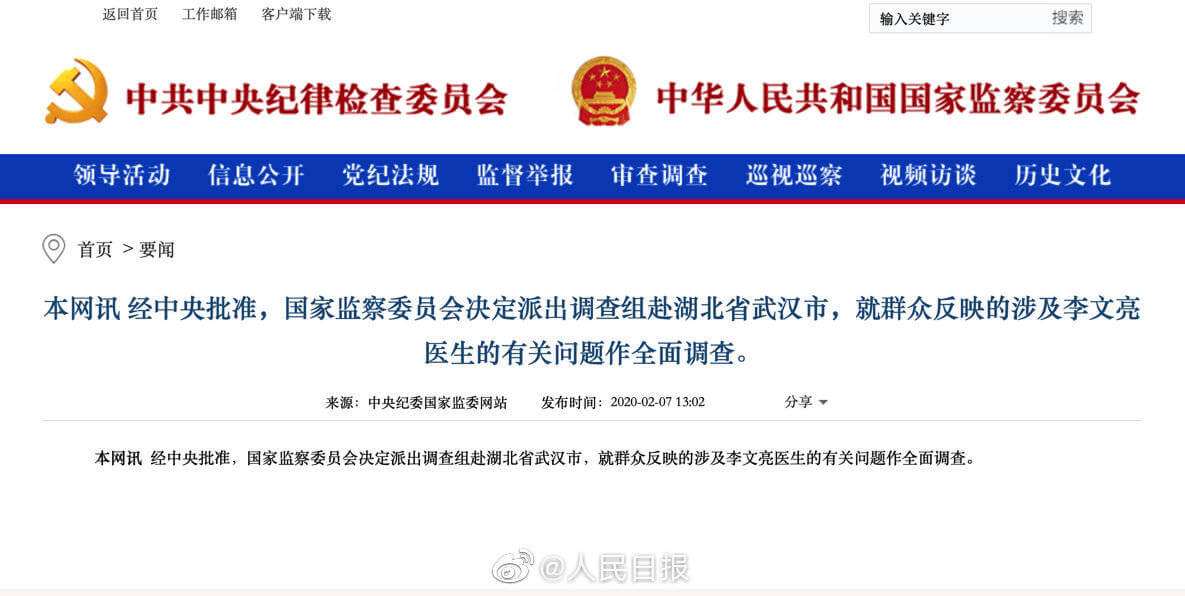 返回首页 工作邮箱 客户端下载 输入关键字 搜索
中共中央纪律检查委员会 中华人民共和国国家监察委员会
领导活动 信息公开 党纪法规 监督举报 审查调查 巡视巡察 视频访谈 历史文化
首页 > 要闻
本网讯 经中央批准，国家监察委员会决定派出调查组赴湖北省武汉市，就群众反映的涉及李文亮
医生的有关问题作全面调查。
来源：中央纪委国家监委网站 发布时间：2020-02-07 13:02 分享
本网讯 经中央批准，国家监察委员会决定派出调查组赴湖北省武汉市，就群众反映的涉及李文亮医生的有关问题作全面调查。
@人民日报